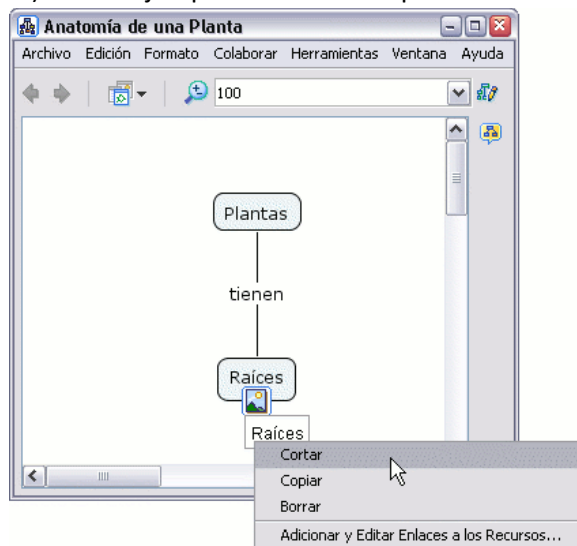 Anatomía de una Planta
Archivo Edición Formato Colaborar Herramientas Ventana Ayuda
100
Plantas
tienen
Raíces
Raíces
Cortar
Copiar
Borrar
Adicionar y Editar Enlaces a los Recursos...